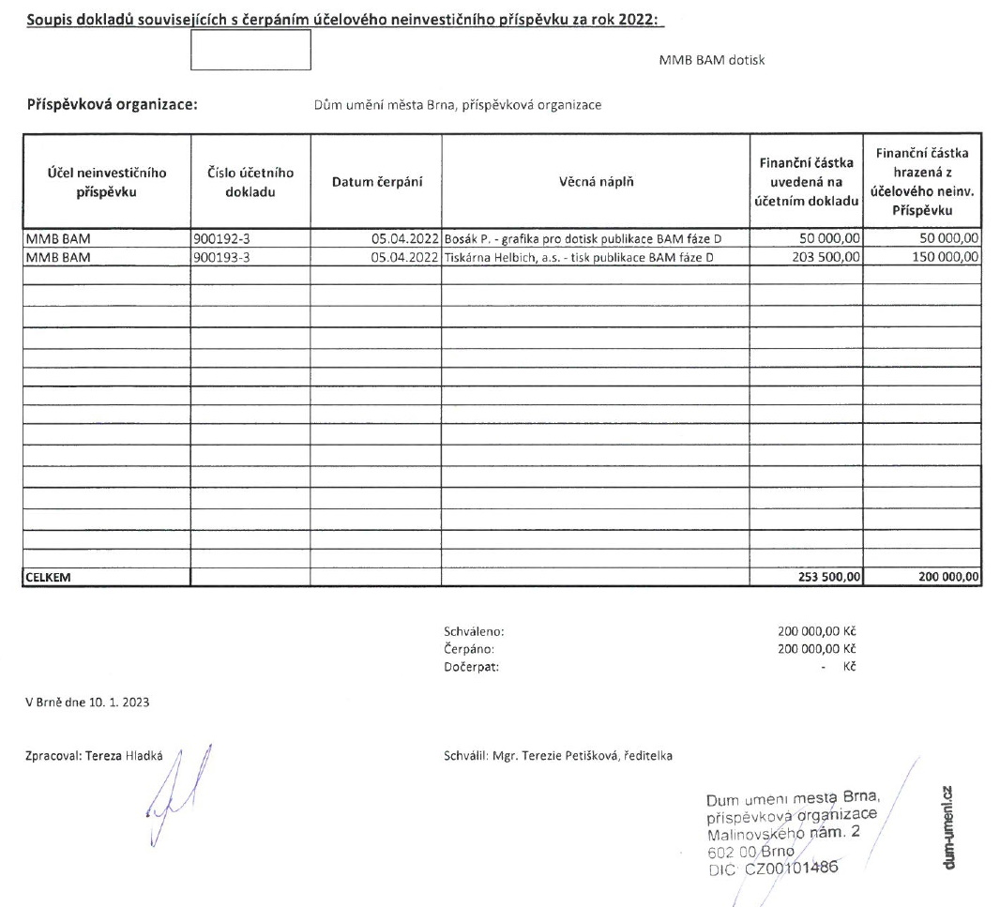 Soupis dokladů souvisejících s čerpáním účelového neinvestičního příspěvku za rok 2022:
MMB BAM dotisk
Příspěvková organizace: Dům umění města Brna, příspěvková organizace
Účel neinvestičního příspěvku Číslo účetního dokladu Datum čerpání Věcná náplň Finanční částka uvedená na účetním dokladu Finanční částka hrazená z účelového neinv. Příspěvku
MMB BAM 900192-3 05.04.2022 Bosák P. - grafika pro dotisk publikace BAM fáze D 50 000,00 50 000,00
MMB BAM 900193-3 05.04.2022 Tiskárna Helbich, a.s. - tisk publikace BAM fáze D 203 500,00 150 000,00
CELKEM 253 500,00 200 000,00
Schváleno: 200 000,00 Kč
Čerpáno: 200 000,00 Kč
Dočerpat: - Kč
V Brně dne 10. 1. 2023
Zpracoval: Tereza Hladká Schválil: Mgr. Terezie Petišková, ředitelka
Dum umeni mesta Brna,
příspěvková organizace
Malinovského nám. 2
602 00 Brno
DIC: CZ00101486
dum-umeni.cz